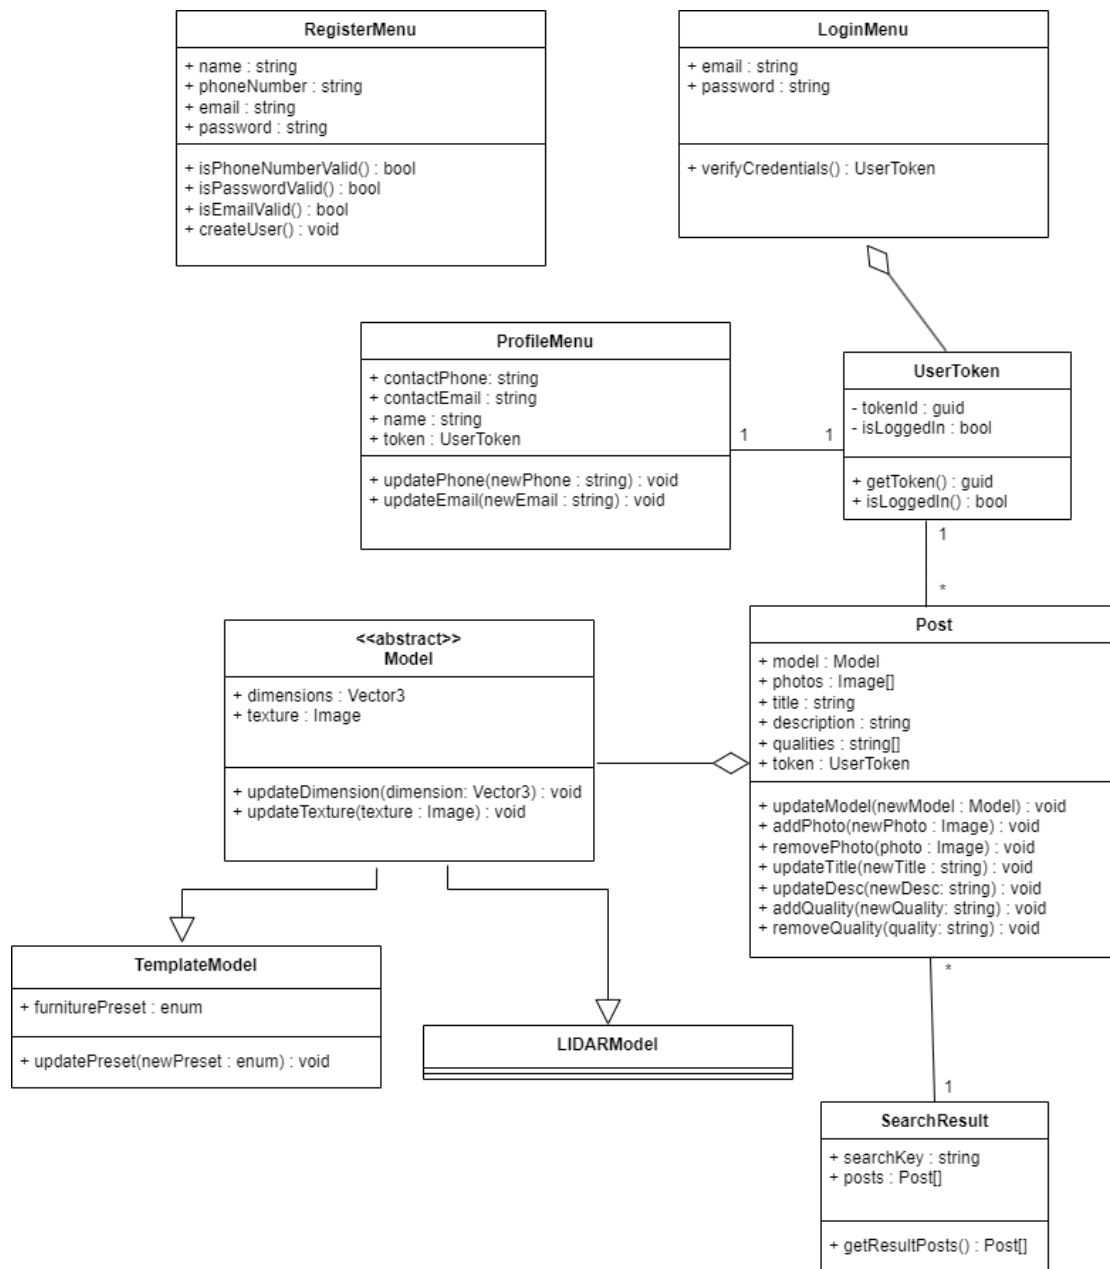 RegisterMenu
+ name : string
+ phoneNumber : string
+ email : string
+ password : string
+ isPhoneNumberValid() : bool
+ isPasswordValid() : bool
+ isEmailValid() : bool
+ createUser() : void
LoginMenu
+ email : string
+ password : string
+ verifyCredentials() : UserToken
ProfileMenu
+ contactPhone: string
+ contactEmail : string
+ name : string
+ token : UserToken
+ updatePhone(newPhone : string) : void
+ updateEmail(newEmail : string) : void
1
1
UserToken
- tokenId : guid
- isLoggedIn : bool
+ getToken() : guid
+ isLoggedIn() : bool
1
*
<<abstract>>
Model
+ dimensions : Vector3
+ texture : Image
+ updateDimension(dimension: Vector3) : void
+ updateTexture(texture : Image) : void
Post
+ model : Model
+ photos : Image[]
+ title : string
+ description : string
+ qualities : string[]
+ token : UserToken
+ updateModel(newModel : Model) : void
+ addPhoto(newPhoto : Image) : void
+ removePhoto(photo : Image) : void
+ updateTitle(newTitle : string) : void
+ updateDesc(newDesc: string) : void
+ addQuality(newQuality: string) : void
+ removeQuality(quality: string) : void
TemplateModel
+ furniturePreset : enum
+ updatePreset(newPreset : enum) : void
LIDARModel
*
1
SearchResult
+ searchKey : string
+ posts : Post[]
+ getResultPosts() : Post[]